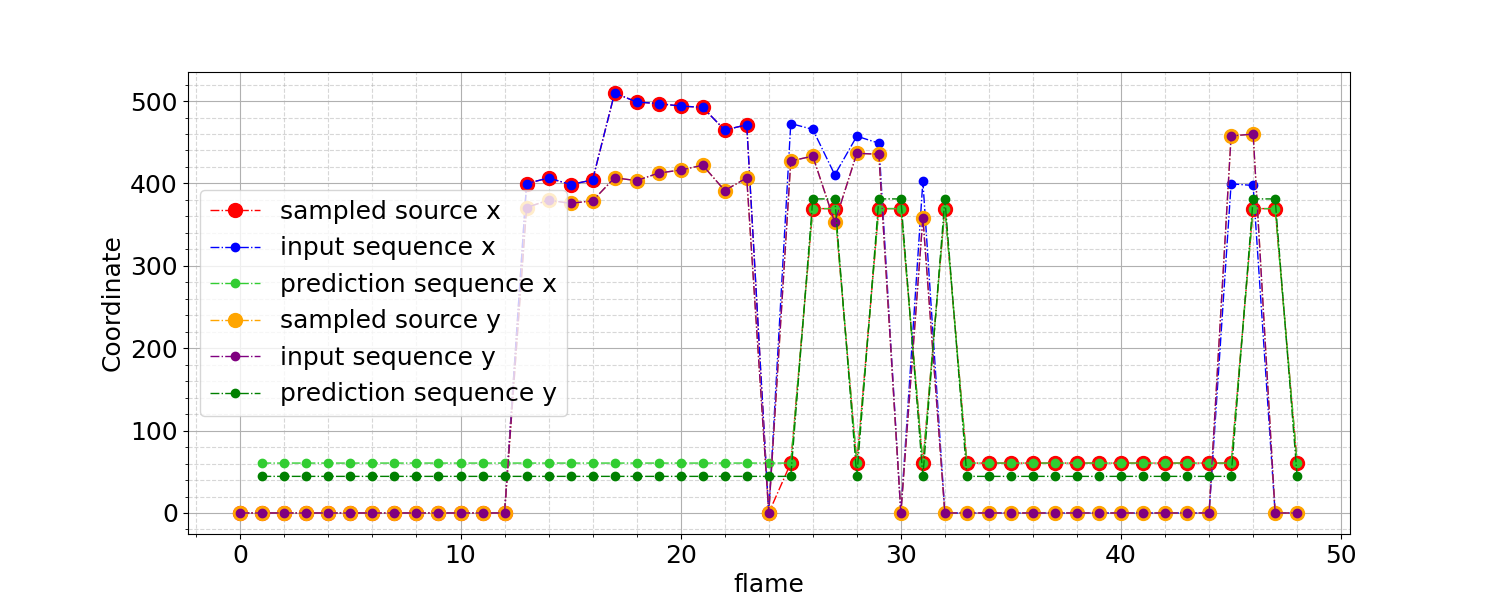 500
400
300
200
100
0
Coordinate
sampled source x
input sequence x
prediction sequence x
sampled source y
input sequence y
prediction sequence y
0 10 20 30 40 50
flame